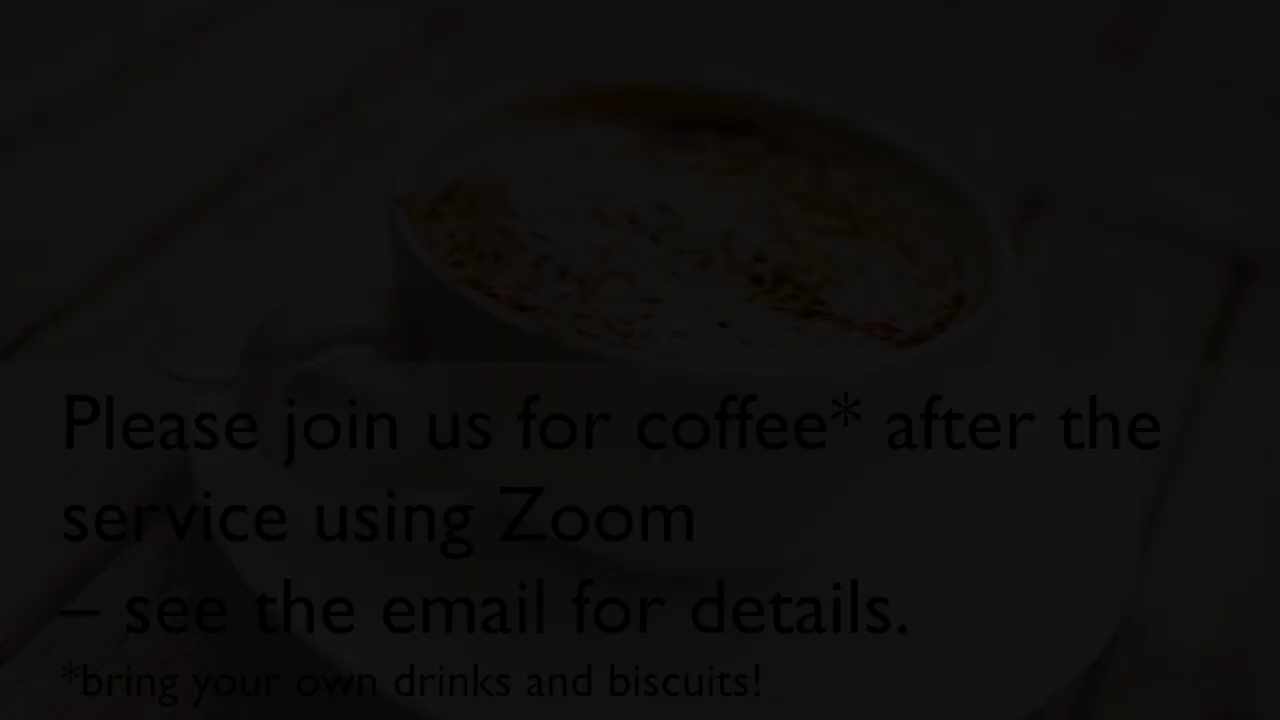 Please join us for coffee* after the
service using Zoom
– see the email for details.
*bring your own drinks and biscuits!